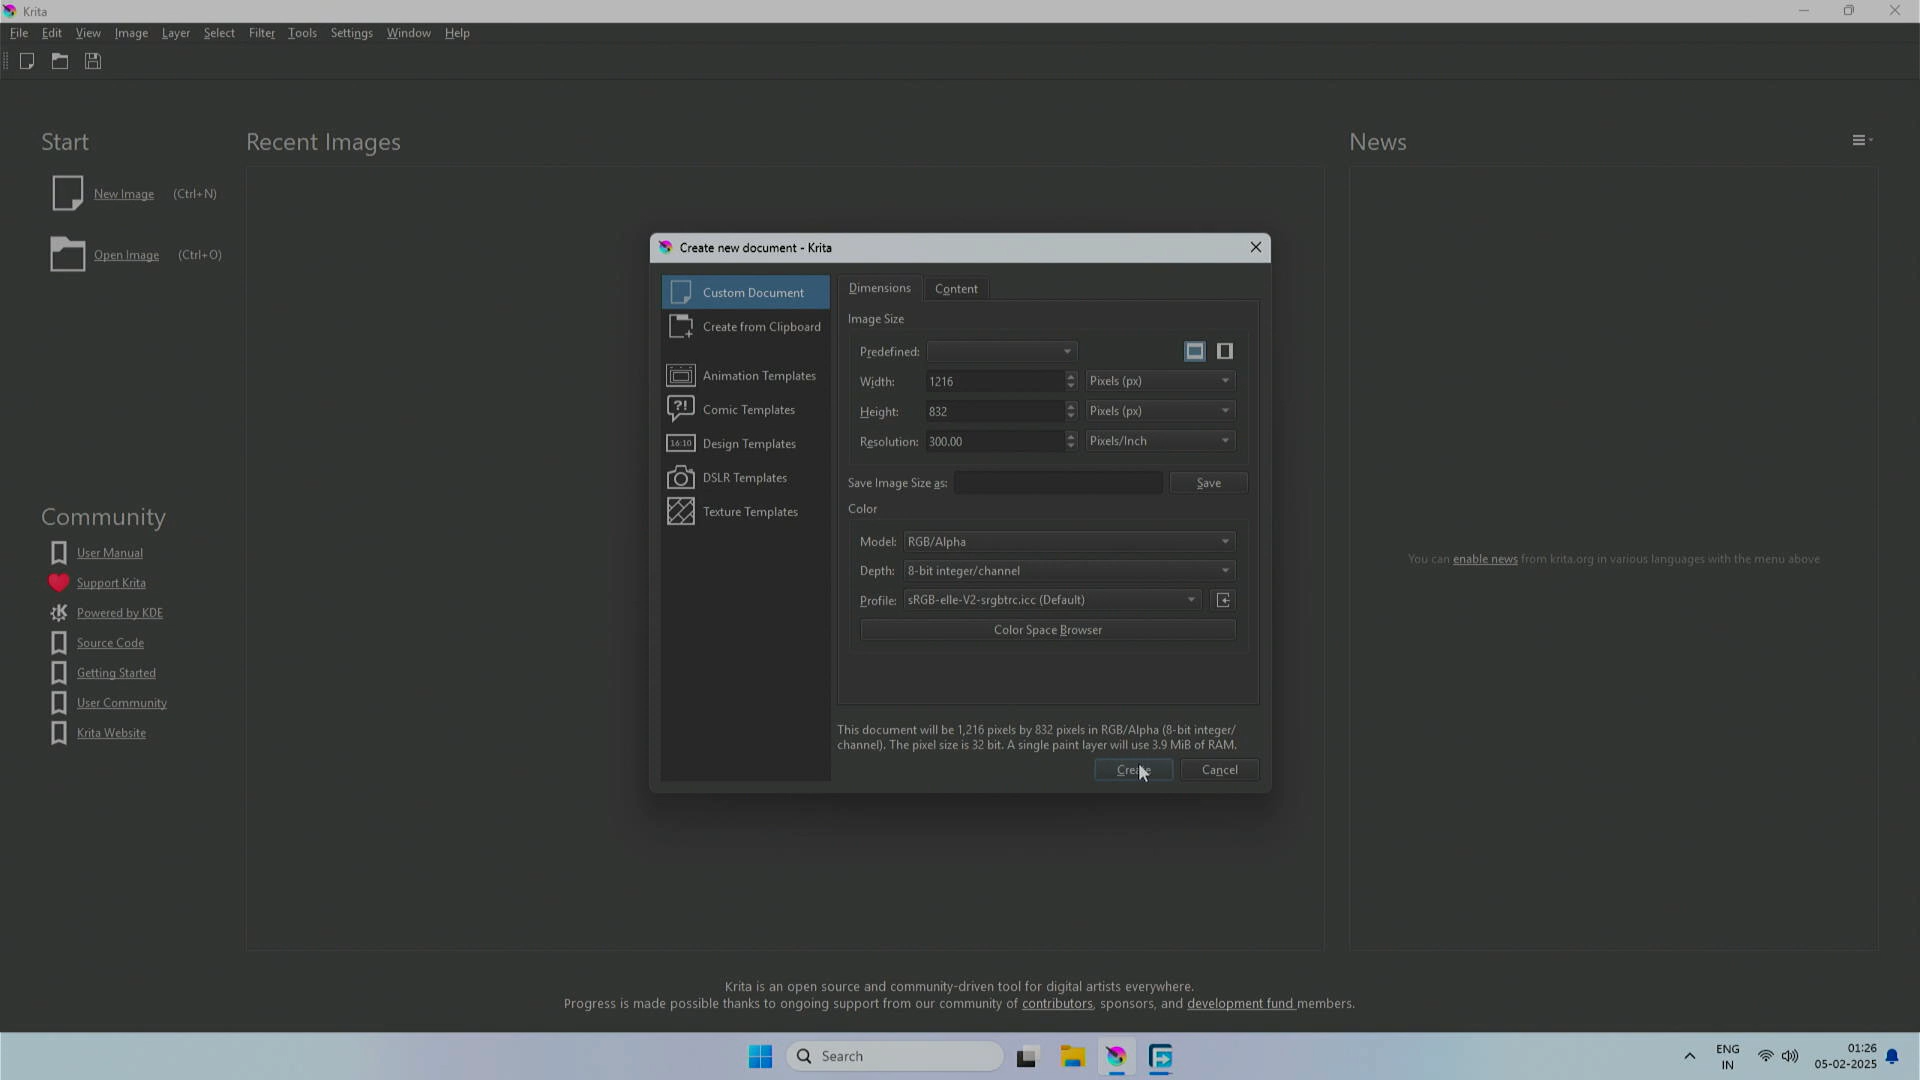 Krita
File Edit View Image Layer Select Filter Tools Settings Window Help
Start
New Image (Ctrl+N)
Open Image (Ctrl+O)
Recent Images
News
Create new document - Krita
Custom Document
Create from Clipboard
Animation Templates
?!
Comic Templates
16:10
Design Templates
DSLR Templates
Texture Templates
Dimensions Content
Image Size
Predefined:
Width: 1216 Pixels (px)
Height: 832 Pixels (px)
Resolution: 300.00 Pixels/Inch
Save Image Size as: Save
Color
Model: RGB/Alpha
Depth: 8-bit integer/channel
Profile: sRGB-elle-V2-srgbtrc.icc (Default)
Color Space Browser
This document will be 1,216 pixels by 832 pixels in RGB/Alpha (8-bit integer/
channel). The pixel size is 32 bit. A single paint layer will use 3.9 MiB of RAM.
Create Cancel
Community
User Manual
Support Krita
Powered by KDE
Source Code
Getting Started
User Community
Krita Website
You can enable news from krita.org in various languages with the menu above
Krita is an open source and community-driven tool for digital artists everywhere.
Progress is made possible thanks to ongoing support from our community of contributors, sponsors, and development fund members.
Search
ENG
IN
01:26
05-02-2025